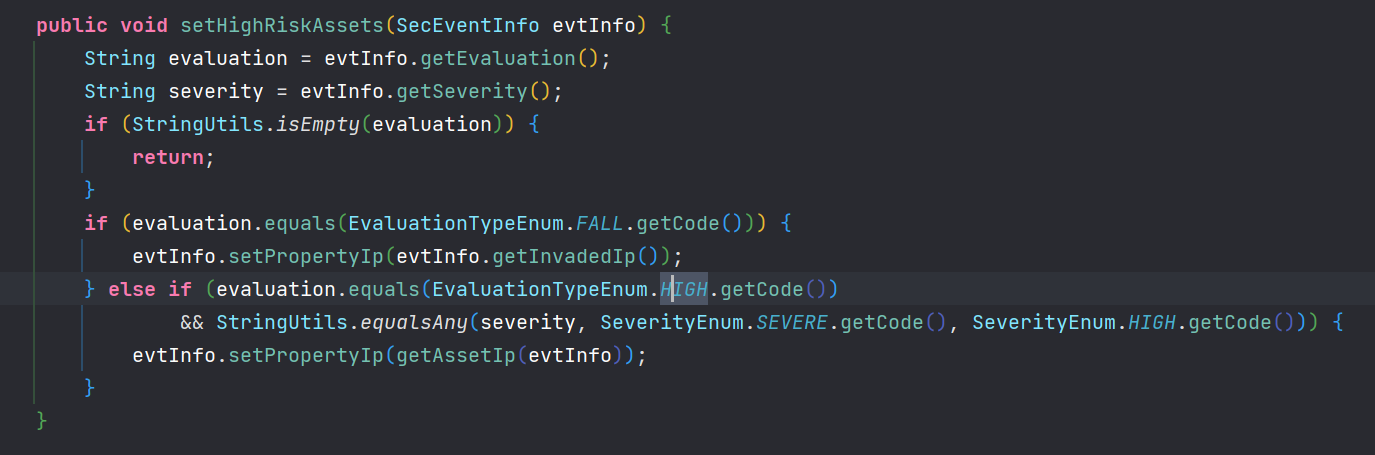 public void setHighRiskAssets(SecEventInfo evtInfo) {
    String evaluation = evtInfo.getEvaluation();
    String severity = evtInfo.getSeverity();
    if (StringUtils.isEmpty(evaluation)) {
        return;
    }
    if (evaluation.equals(EvaluationTypeEnum.FALL.getCode())) {
        evtInfo.setPropertyIp(evtInfo.getInvadedIp());
    } else if (evaluation.equals(EvaluationTypeEnum.HIGH.getCode())
            && StringUtils.equalsAny(severity, SeverityEnum.SEVERE.getCode(), SeverityEnum.HIGH.getCode())) {
        evtInfo.setPropertyIp(getAssetIp(evtInfo));
    }
}